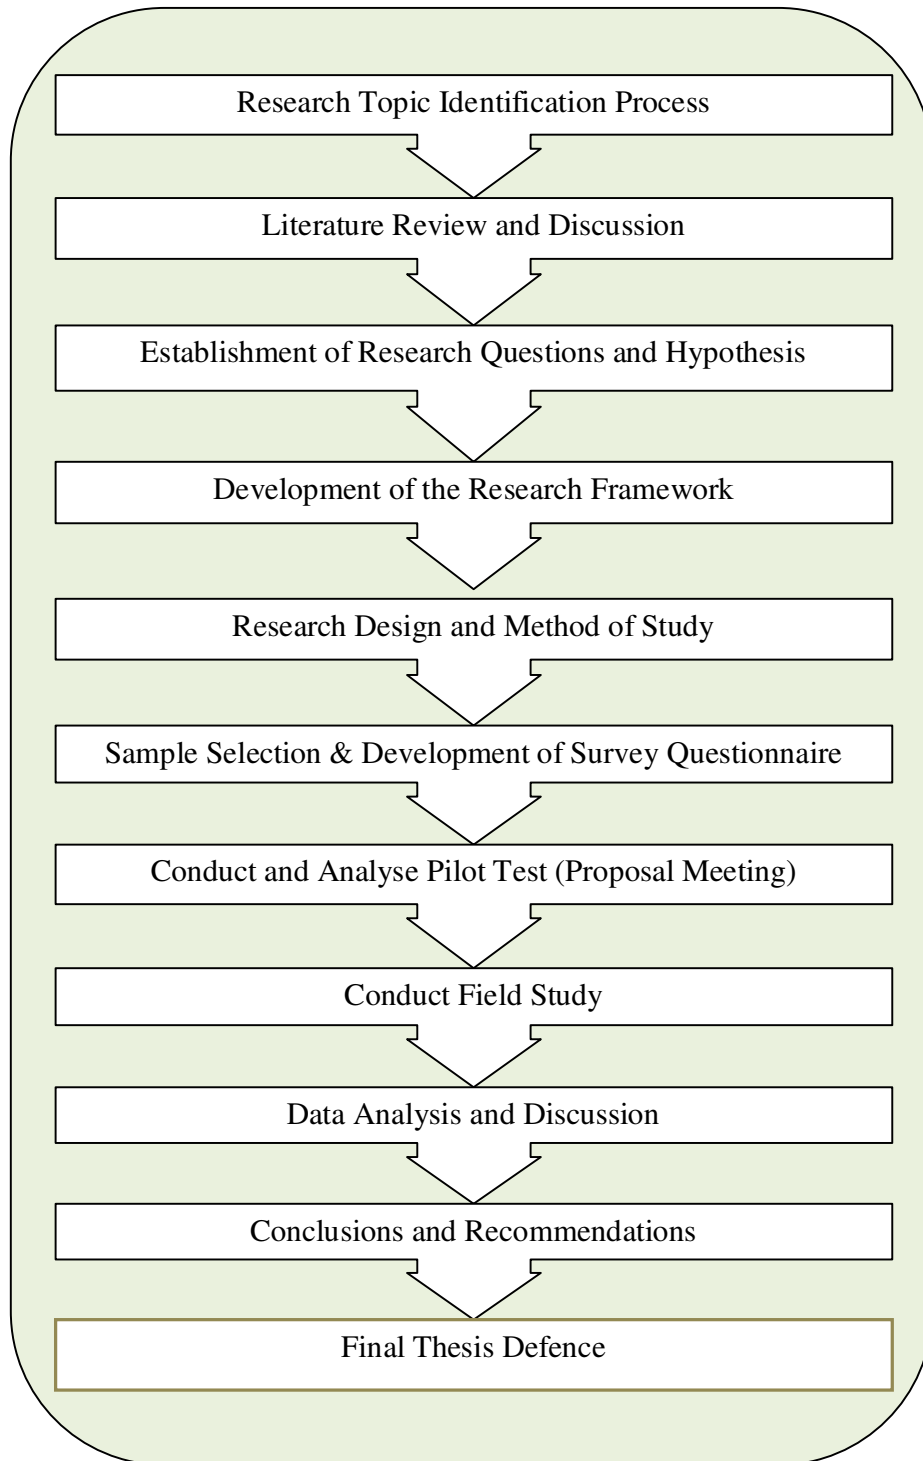 Research Topic Identification Process
Literature Review and Discussion
Establishment of Research Questions and Hypothesis
Development of the Research Framework
Research Design and Method of Study
Sample Selection & Development of Survey Questionnaire
Conduct and Analyse Pilot Test (Proposal Meeting)
Conduct Field Study
Data Analysis and Discussion
Conclusions and Recommendations
Final Thesis Defence